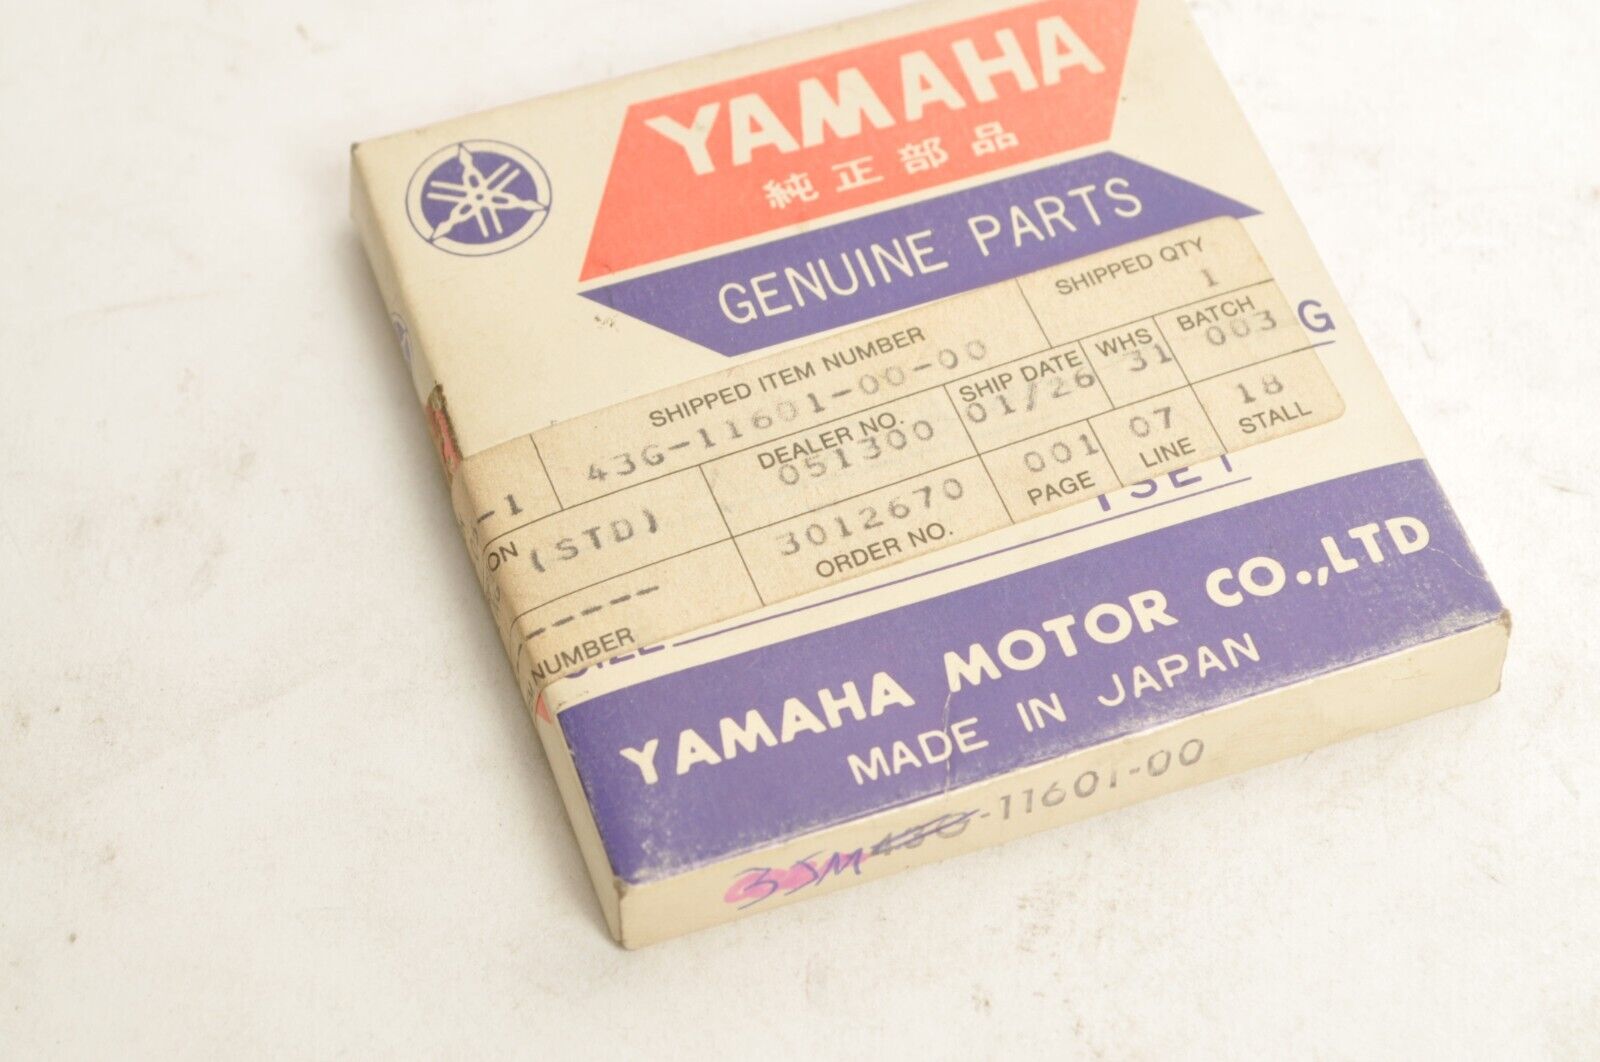 YAMAHA
純正部品
GENUINE PARTS
G
SHIPPED ITEM NUMBER
SHIPPED QTY
43G-11601-00-00
1
DEALER NO.
SHIP DATE
WHS
BATCH
051300
01/26
31
003
-1
ON
(STD)
3012670
ORDER NO.
001
PAGE
07
LINE
18
STALL
-----
NUMBER
1 SET
YAMAHA MOTOR CO.,LTD
MADE IN JAPAN
3JM 43G-11601-00